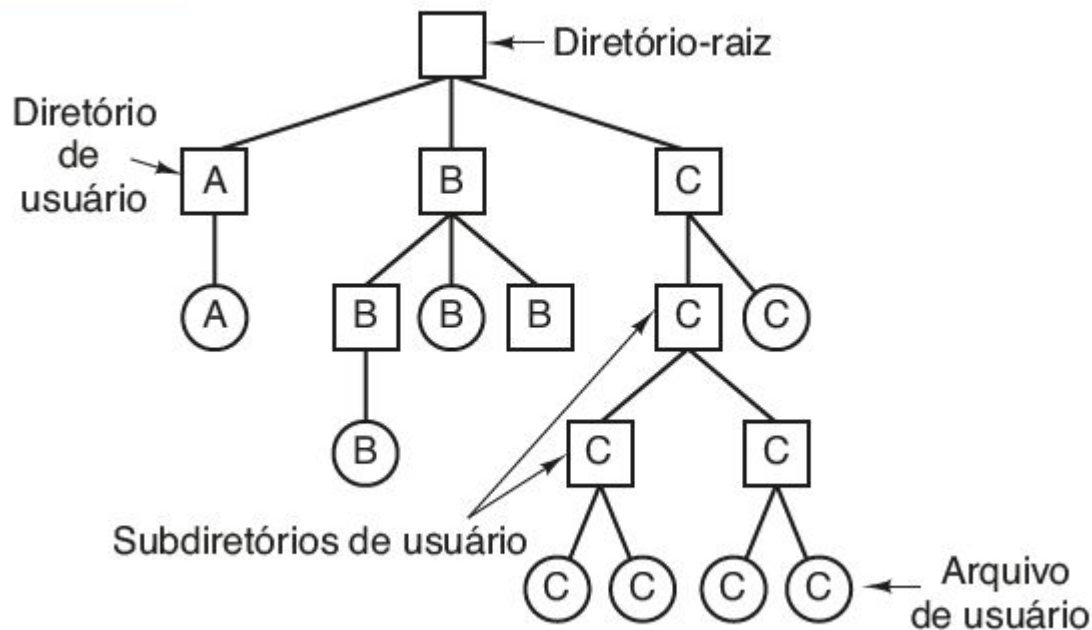 Diretório-raiz
Diretório
de
usuário
A
B
C
A
B
B
B
C
C
B
C
C
Subdiretórios de usuário
C
C
C
C
Arquivo
de usuário